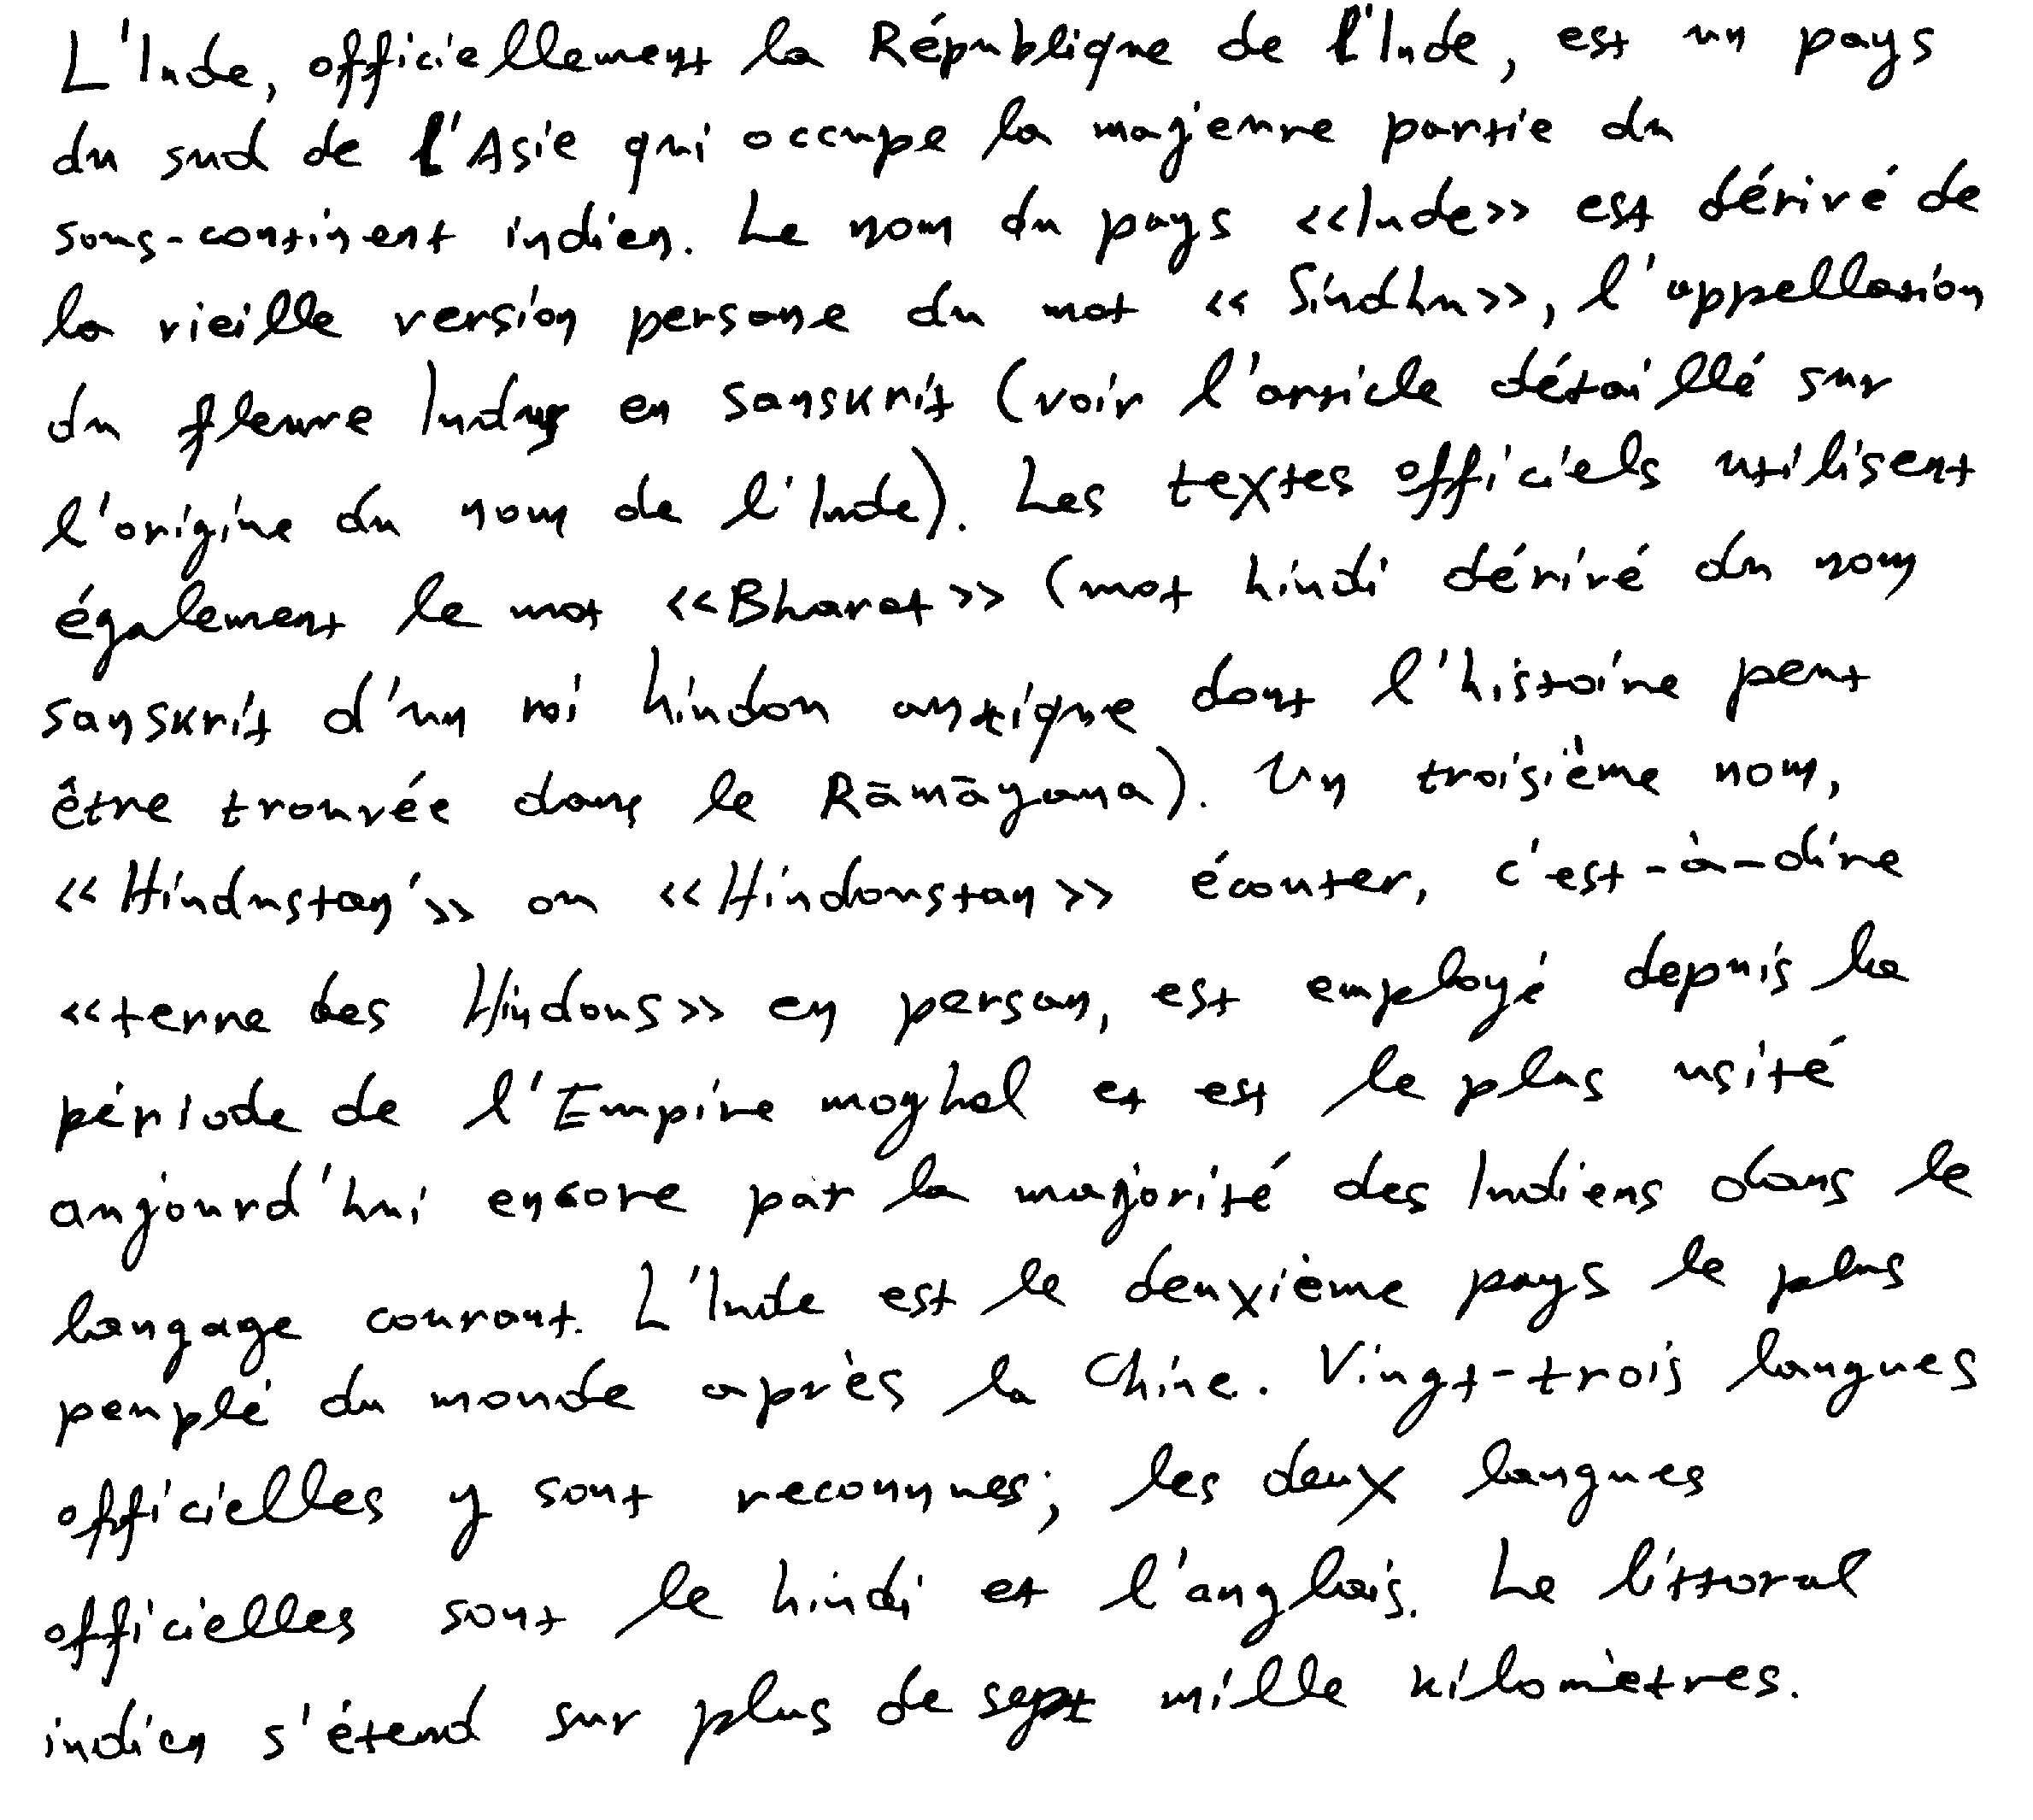 L'Inde, officiellement la République de l'Inde, est un pays
du sud de l'Asie qui occupe la majeure partie du
sous-continent indien. Le nom du pays <<Inde>> est dérivé de
la vieille version persane du mot << Sindhu>>, l'appellation
du fleuve Indus en sanskrit (voir l'article détaillé sur
l'origine du nom de l'Inde). Les textes officiels utilisent
également le mot <<Bharat>> (mot hindi dérivé du nom
sanskrit d'un roi hindou antique dont l'histoire peut
être trouvée dans le Rāmāyana). Un troisième nom,
<<Hindustan'>> ou <<Hindoustan>> écouter, c'est-à-dire
<<terre des Hindous>> en persan, est employé depuis la
période de l'Empire moghol et est le plus usité
aujourd'hui encore par la majorité des Indiens dans le
langage courant. L'Inde est le deuxième pays le plus
peuplé du monde après la Chine. Vingt-trois langues
officielles y sont reconnues; les deux langues
officielles sont le hindi et l'anglais. Le littoral
indien s'étend sur plus de sept mille kilomètres.